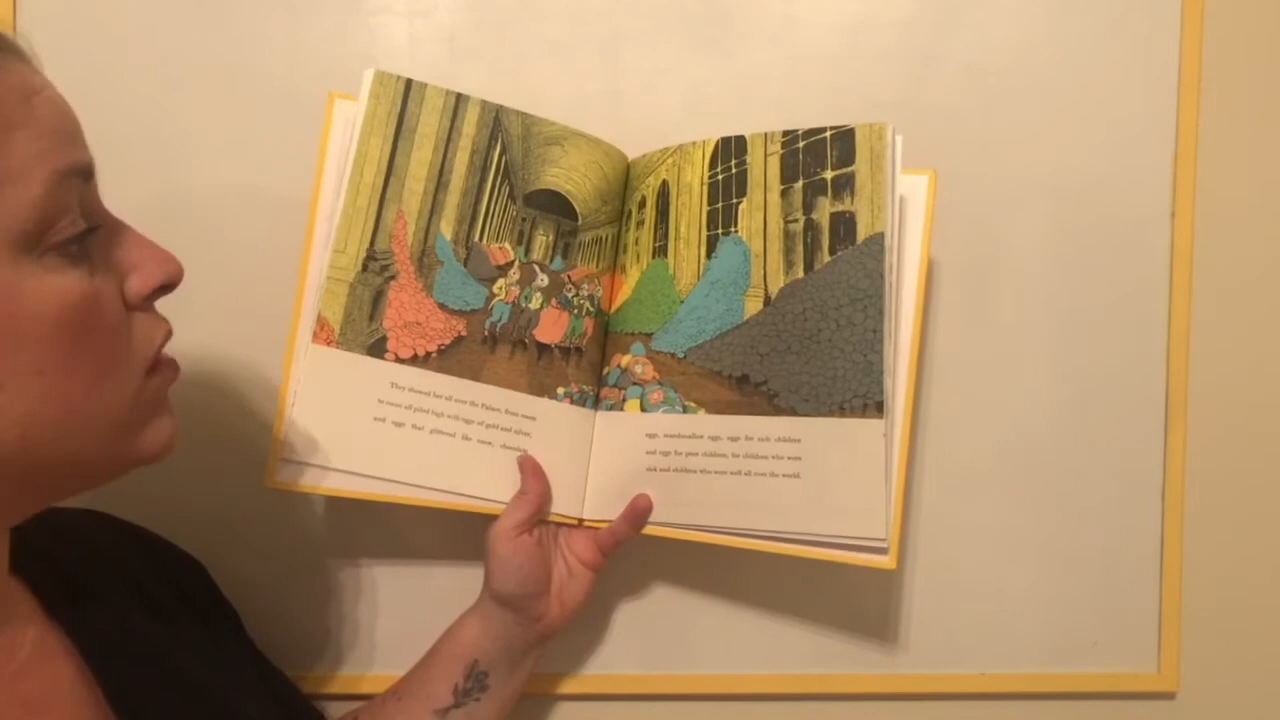 They showed her all over the Palace, from room
to room all piled high with eggs of gold and silver,
and eggs that glittered like snow, chocolate
eggs, marshmallow eggs, eggs for rich children
and eggs for poor children, for children who were
sick and children who were well all over the world.